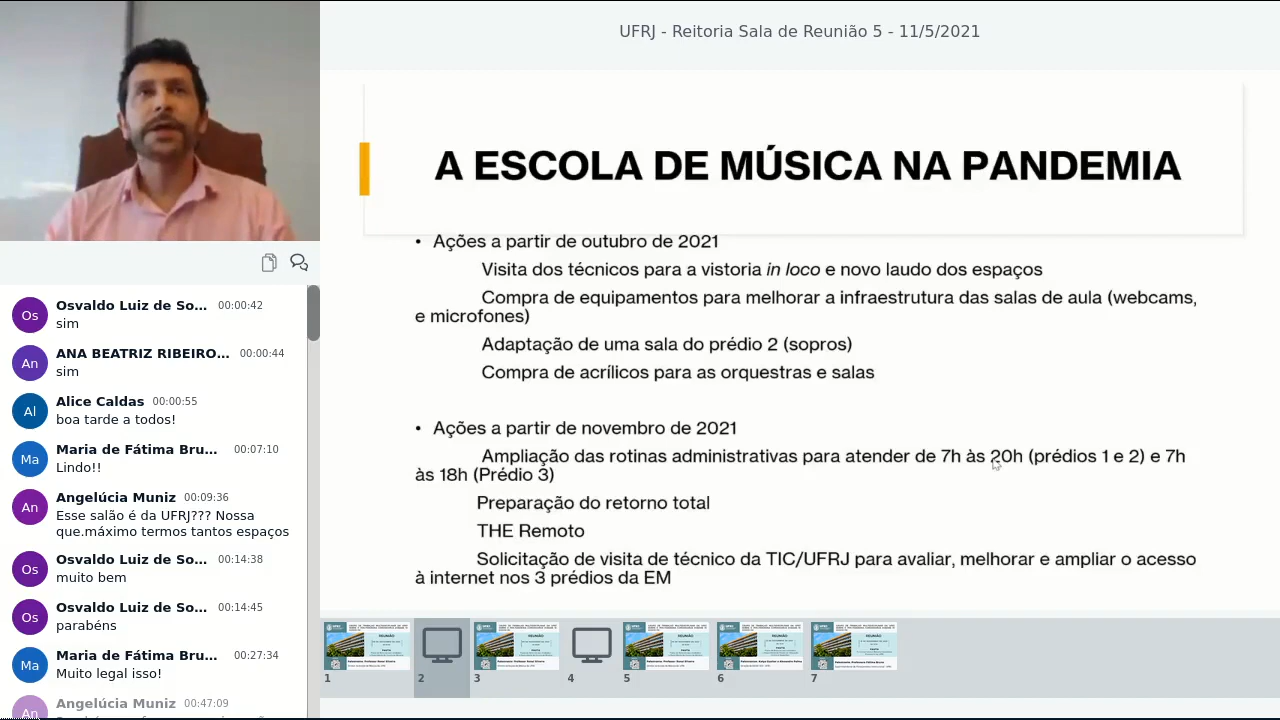 UFRJ - Reitoria Sala de Reunião 5 - 11/5/2021
A ESCOLA DE MÚSICA NA PANDEMIA
• Ações a partir de outubro de 2021
Visita dos técnicos para a vistoria in loco e novo laudo dos espaços
Compra de equipamentos para melhorar a infraestrutura das salas de aula (webcams,
e microfones)
Adaptação de uma sala do prédio 2 (sopros)
Compra de acrílicos para as orquestras e salas
• Ações a partir de novembro de 2021
Ampliação das rotinas administrativas para atender de 7h às 20h (prédios 1 e 2) e 7h
às 18h (Prédio 3)
Preparação do retorno total
THE Remoto
Solicitação de visita de técnico da TIC/UFRJ para avaliar, melhorar e ampliar o acesso
à internet nos 3 prédios da EM
Os Osvaldo Luiz de So... 00:00:42
sim
An ANA BEATRIZ RIBEIRO... 00:00:44
sim
Al Alice Caldas 00:00:55
boa tarde a todos!
Ma Maria de Fátima Bru... 00:07:10
Lindo!!
An Angelúcia Muniz 00:09:36
Esse salão é da UFRJ??? Nossa
que.máximo termos tantos espaços
Os Osvaldo Luiz de So... 00:14:38
muito bem
Os Osvaldo Luiz de So... 00:14:45
parabéns
Ma Maria de Fátima Bru... 00:27:34
Muito legal isso!
An Angelúcia Muniz 00:47:09
1
2
3
4
5
6
7